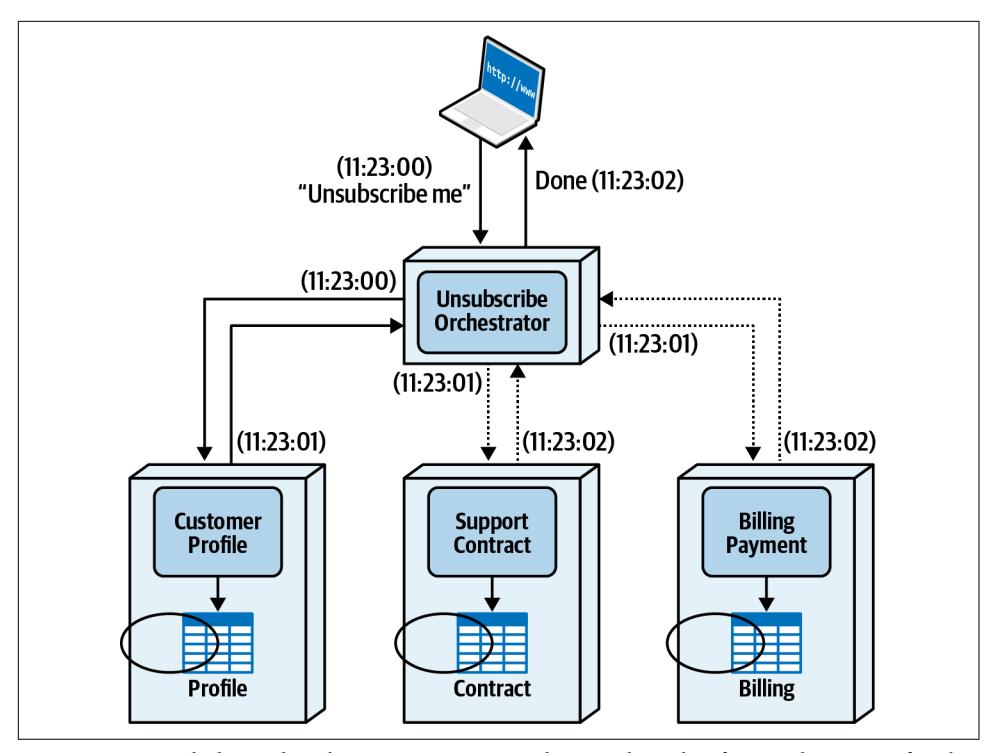 http://www
(11:23:00)
“Unsubscribe me”
Done (11:23:02)
(11:23:00)
Unsubscribe
Orchestrator
(11:23:01)
(11:23:01)
(11:23:01)
(11:23:02)
(11:23:02)
Customer
Profile
Support
Contract
Billing
Payment
Profile
Contract
Billing